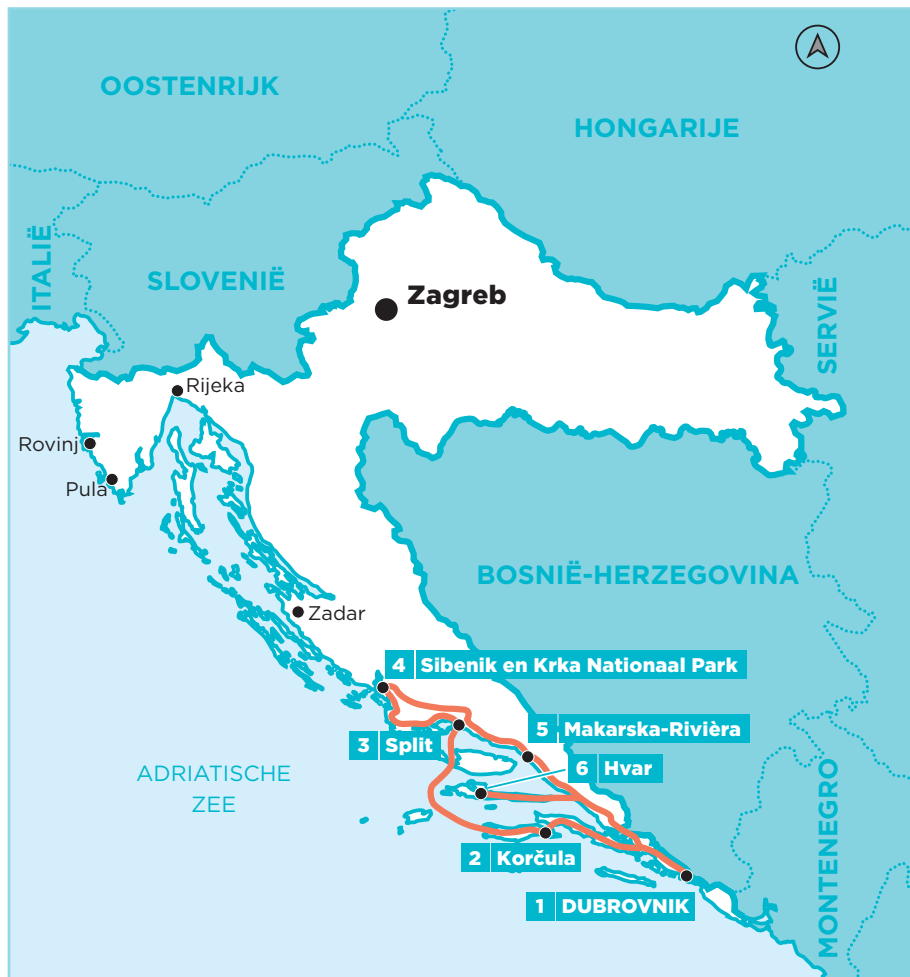 OOSTENRIJK
HONGARIJE
ITALIË
SLOVENIË
Zagreb
SERVIË
Rijeka
Rovinj
Pula
BOSNIË-HERZEGOVINA
Zadar
4 Sibenik en Krka Nationaal Park
5 Makarska-Rivièra
3 Split
6 Hvar
ADRIATISCHE
ZEE
MONTENEGRO
2 Korčula
1 DUBROVNIK